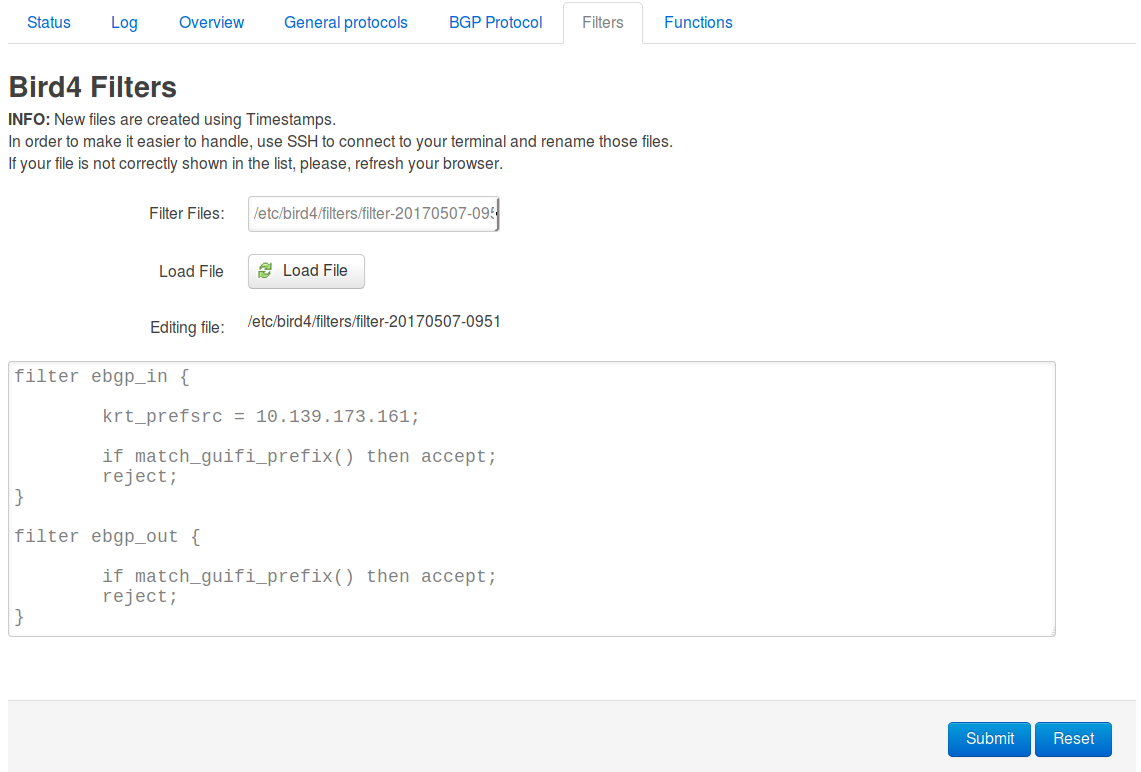 Status Log Overview General protocols BGP Protocol Filters Functions
Bird4 Filters
INFO: New files are created using Timestamps.
In order to make it easier to handle, use SSH to connect to your terminal and rename those files.
If your file is not correctly shown in the list, please, refresh your browser.
Filter Files: /etc/bird4/filters/filter-20170507-095
Load File Load File
Editing file: /etc/bird4/filters/filter-20170507-0951
filter ebgp_in {
krt_prefsrc = 10.139.173.161;
if match_guifi_prefix() then accept;
reject;
}
filter ebgp_out {
if match_guifi_prefix() then accept;
reject;
}
Submit Reset